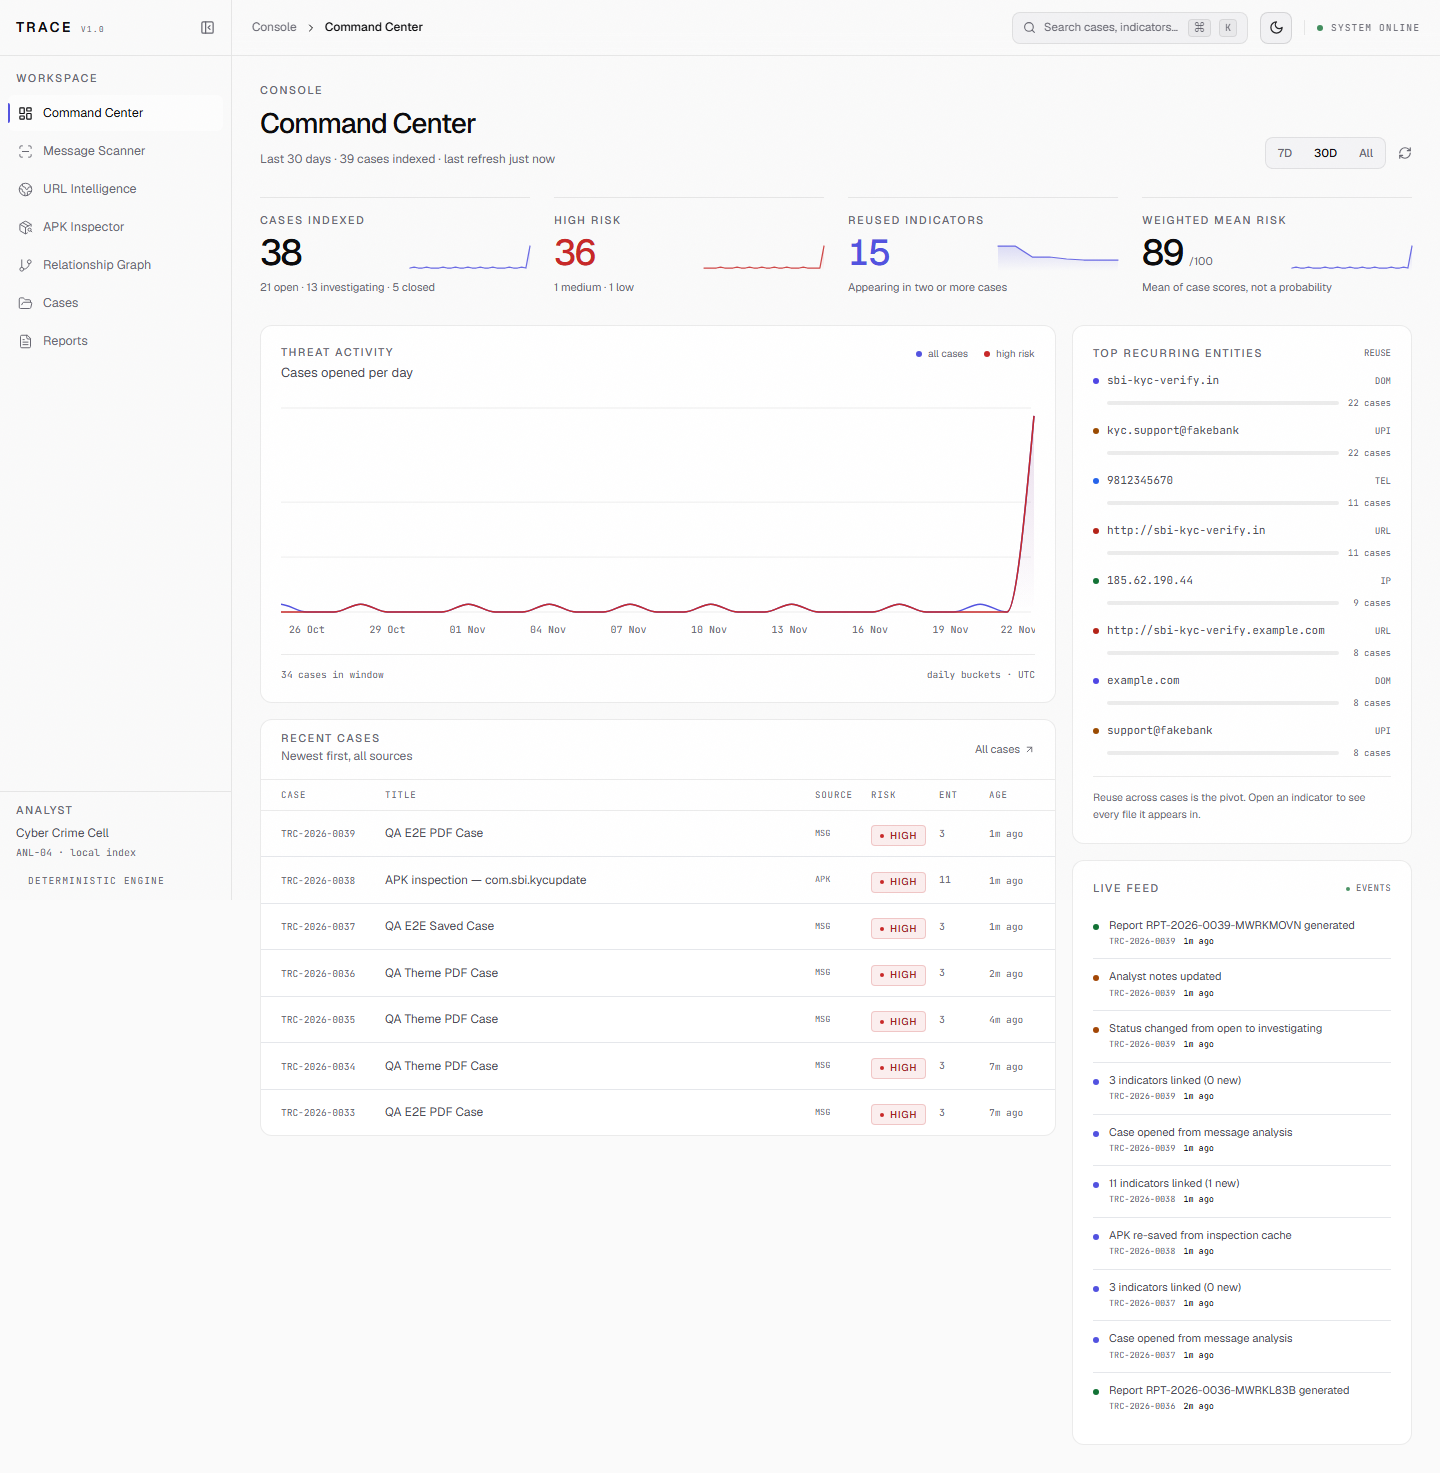 TRACE V1.0
WORKSPACE
Command Center
Message Scanner
URL Intelligence
APK Inspector
Relationship Graph
Cases
Reports
ANALYST
Cyber Crime Cell
ANL-04 · local index
DETERMINISTIC ENGINE
Console > Command Center
Search cases, indicators... ⌘ K
SYSTEM ONLINE
CONSOLE
Command Center
Last 30 days · 39 cases indexed · last refresh just now
7D 30D All
CASES INDEXED
38
21 open · 13 investigating · 5 closed
HIGH RISK
36
1 medium · 1 low
REUSED INDICATORS
15
Appearing in two or more cases
WEIGHTED MEAN RISK
89 /100
Mean of case scores, not a probability
THREAT ACTIVITY
Cases opened per day
all cases high risk
26 Oct 29 Oct 01 Nov 04 Nov 07 Nov 10 Nov 13 Nov 16 Nov 19 Nov 22 Nov
34 cases in window
daily buckets · UTC
RECENT CASES
Newest first, all sources
All cases
CASE TITLE SOURCE RISK ENT AGE
TRC-2026-0039 QA E2E PDF Case MSG HIGH 3 1m ago
TRC-2026-0038 APK inspection — com.sbi.kycupdate APK HIGH 11 1m ago
TRC-2026-0037 QA E2E Saved Case MSG HIGH 3 1m ago
TRC-2026-0036 QA Theme PDF Case MSG HIGH 3 2m ago
TRC-2026-0035 QA Theme PDF Case MSG HIGH 3 4m ago
TRC-2026-0034 QA Theme PDF Case MSG HIGH 3 7m ago
TRC-2026-0033 QA E2E PDF Case MSG HIGH 3 7m ago
TOP RECURRING ENTITIES REUSE
sbi-kyc-verify.in DOM
22 cases
kyc.support@fakebank UPI
22 cases
9812345670 TEL
11 cases
http://sbi-kyc-verify.in URL
11 cases
185.62.190.44 IP
9 cases
http://sbi-kyc-verify.example.com URL
8 cases
example.com DOM
8 cases
support@fakebank UPI
8 cases
Reuse across cases is the pivot. Open an indicator to see
every file it appears in.
LIVE FEED EVENTS
Report RPT-2026-0039-MWRKMOVN generated
TRC-2026-0039 1m ago
Analyst notes updated
TRC-2026-0039 1m ago
Status changed from open to investigating
TRC-2026-0039 1m ago
3 indicators linked (0 new)
TRC-2026-0039 1m ago
Case opened from message analysis
TRC-2026-0039 1m ago
11 indicators linked (1 new)
TRC-2026-0038 1m ago
APK re-saved from inspection cache
TRC-2026-0038 1m ago
3 indicators linked (0 new)
TRC-2026-0037 1m ago
Case opened from message analysis
TRC-2026-0037 1m ago
Report RPT-2026-0036-MWRKL83B generated
TRC-2026-0036 2m ago